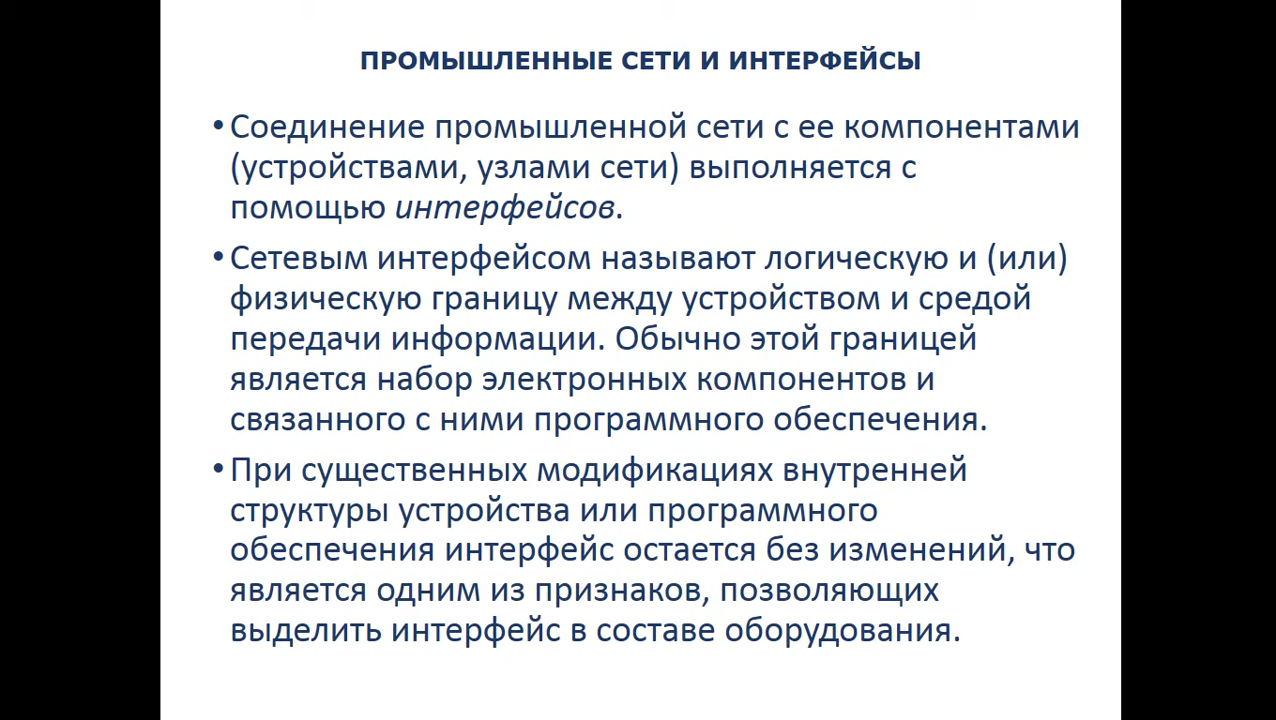 ПРОМЫШЛЕННЫЕ СЕТИ И ИНТЕРФЕЙСЫ
• Соединение промышленной сети с ее компонентами
(устройствами, узлами сети) выполняется с
помощью интерфейсов.
• Сетевым интерфейсом называют логическую и (или)
физическую границу между устройством и средой
передачи информации. Обычно этой границей
является набор электронных компонентов и
связанного с ними программного обеспечения.
• При существенных модификациях внутренней
структуры устройства или программного
обеспечения интерфейс остается без изменений, что
является одним из признаков, позволяющих
выделить интерфейс в составе оборудования.